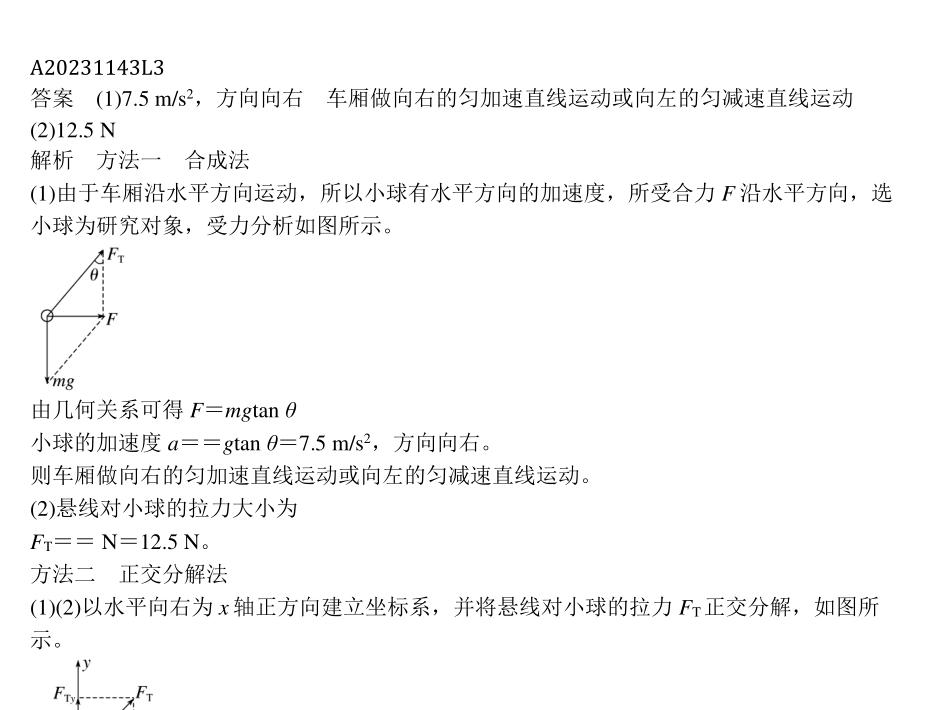 A20231143L3
答案　(1)7.5 m/s²，方向向右　车厢做向右的匀加速直线运动或向左的匀减速直线运动
(2)12.5 N
解析　方法一　合成法
(1)由于车厢沿水平方向运动，所以小球有水平方向的加速度，所受合力 F 沿水平方向，选
小球为研究对象，受力分析如图所示。
F_T
θ
F
mg
由几何关系可得 F＝mgtan θ
小球的加速度 a＝＝gtan θ＝7.5 m/s²，方向向右。
则车厢做向右的匀加速直线运动或向左的匀减速直线运动。
(2)悬线对小球的拉力大小为
F_T＝＝ N＝12.5 N。
方法二　正交分解法
(1)(2)以水平向右为 x 轴正方向建立坐标系，并将悬线对小球的拉力 F_T 正交分解，如图所
示。
y
F_Ty F_T